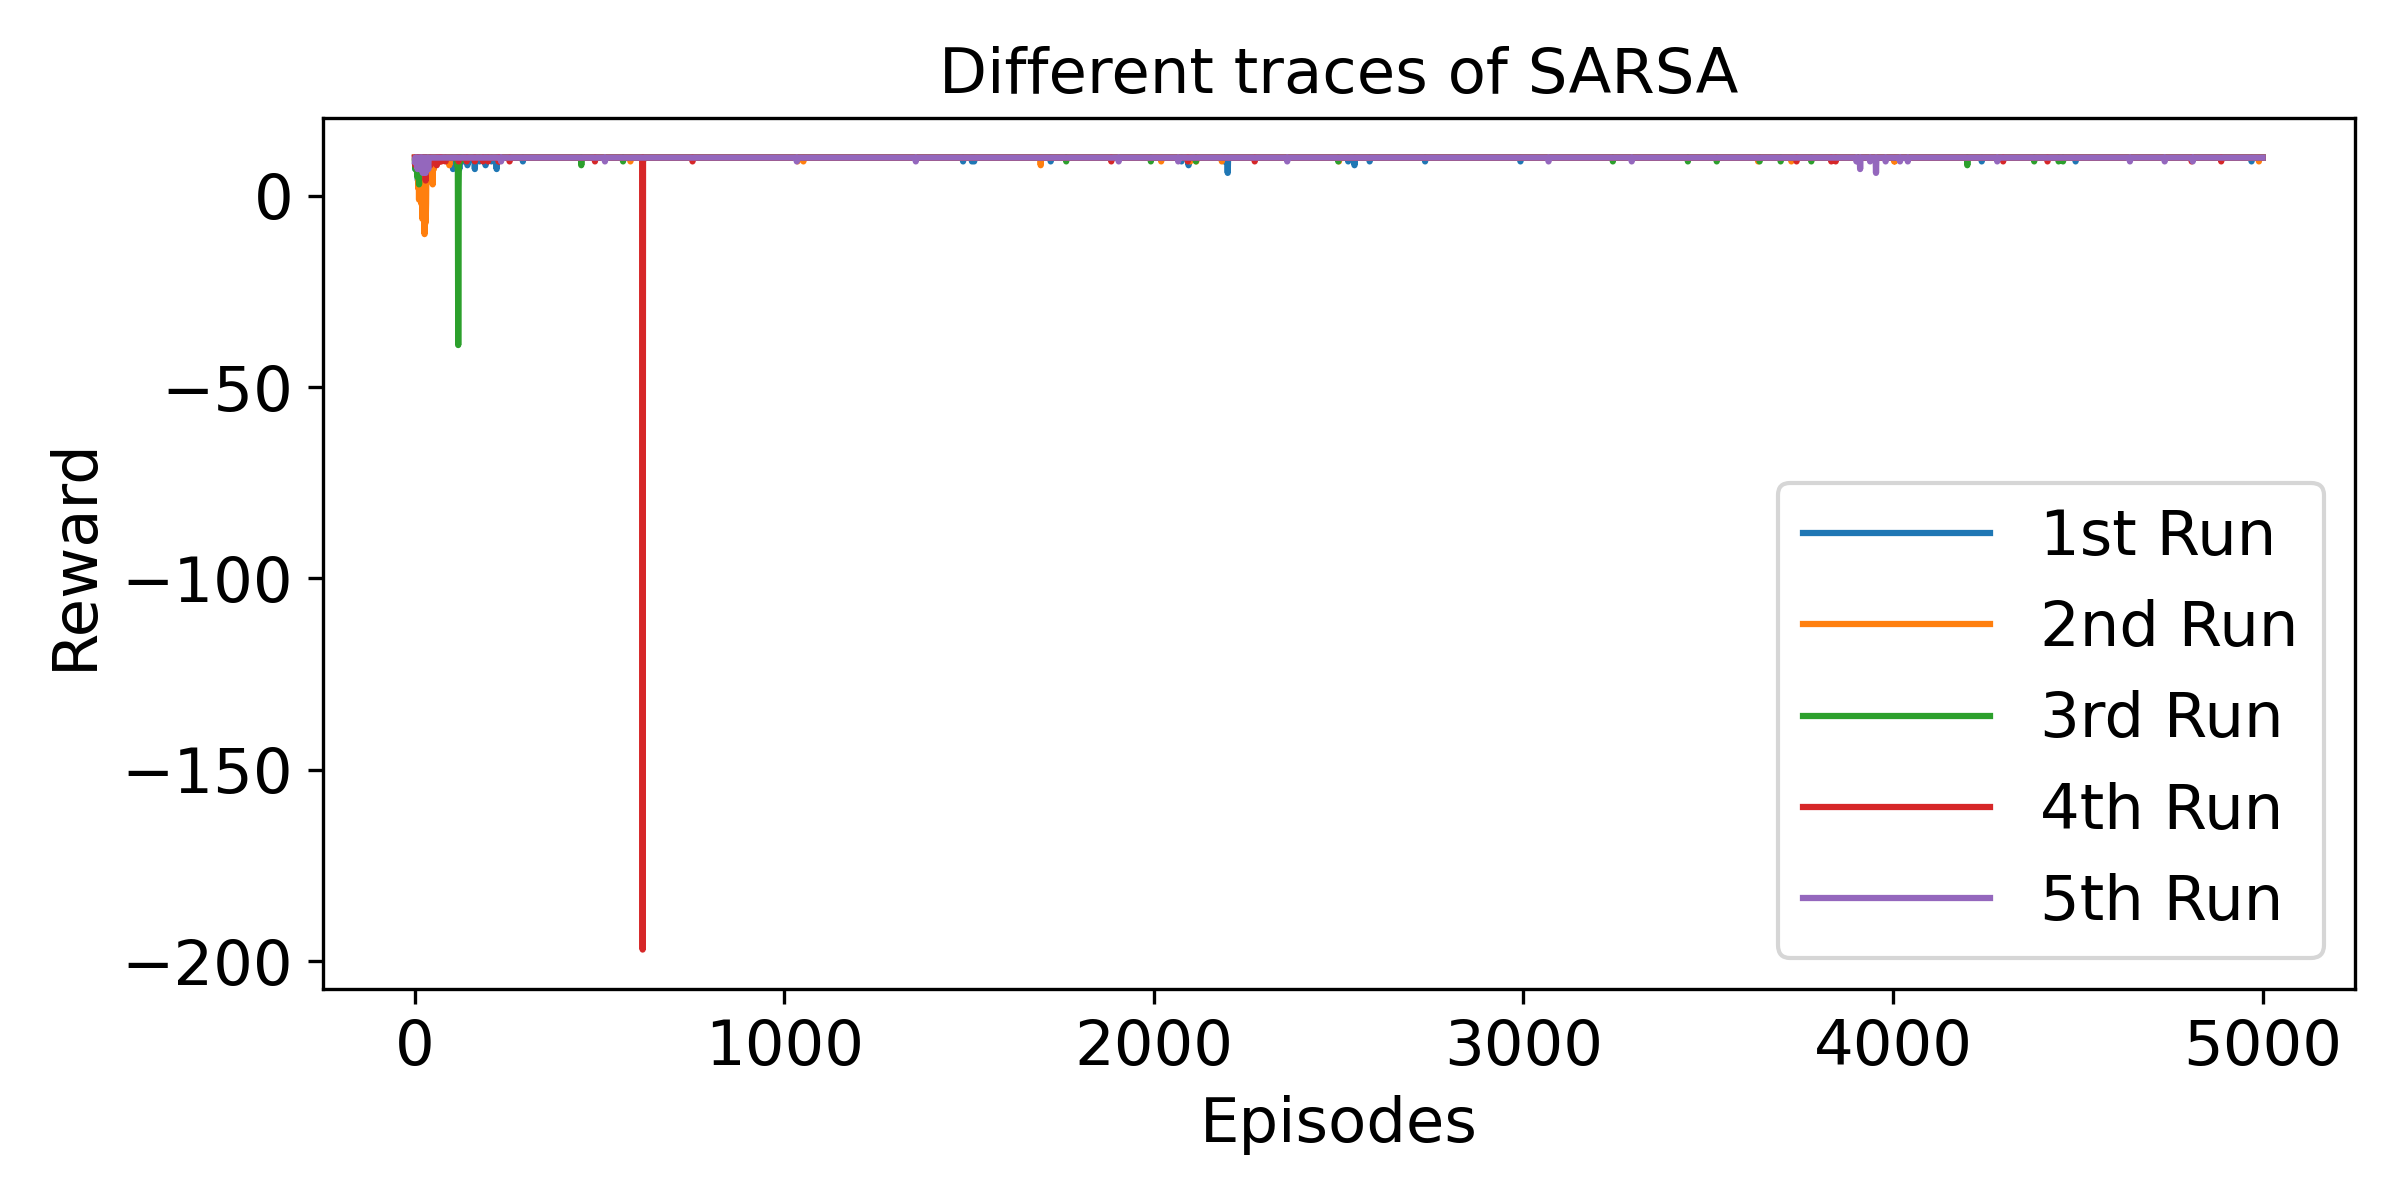 Different traces of SARSA
Reward
0
−50
−100
−150
−200
1st Run
2nd Run
3rd Run
4th Run
5th Run
0 1000 2000 3000 4000 5000
Episodes